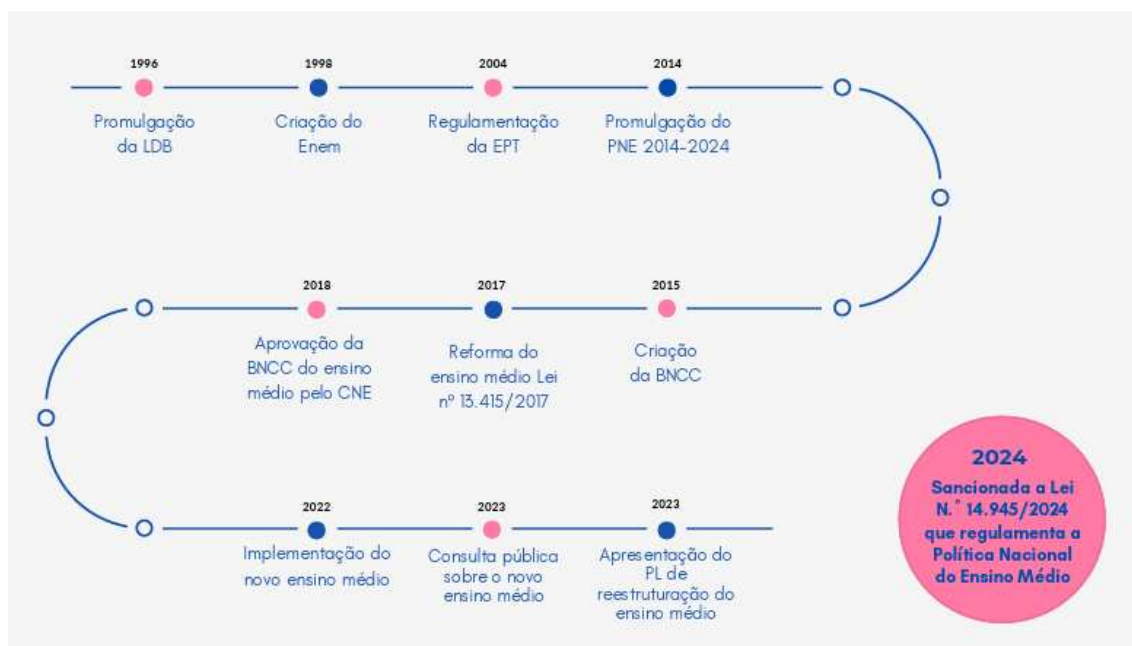 1996
Promulgação
da LDB
1998
Criação do
Enem
2004
Regulamentação
da EPT
2014
Promulgação do
PNE 2014-2024
2015
Criação
da BNCC
2017
Reforma do
ensino médio Lei
nº 13.415/2017
2018
Aprovação da
BNCC do ensino
médio pelo CNE
2022
Implementação do
novo ensino médio
2023
Consulta pública
sobre o novo
ensino médio
2023
Apresentação do
PL de
reestruturação do
ensino médio
2024
Sancionada a Lei
N.° 14.945/2024
que regulamenta a
Política Nacional
do Ensino Médio